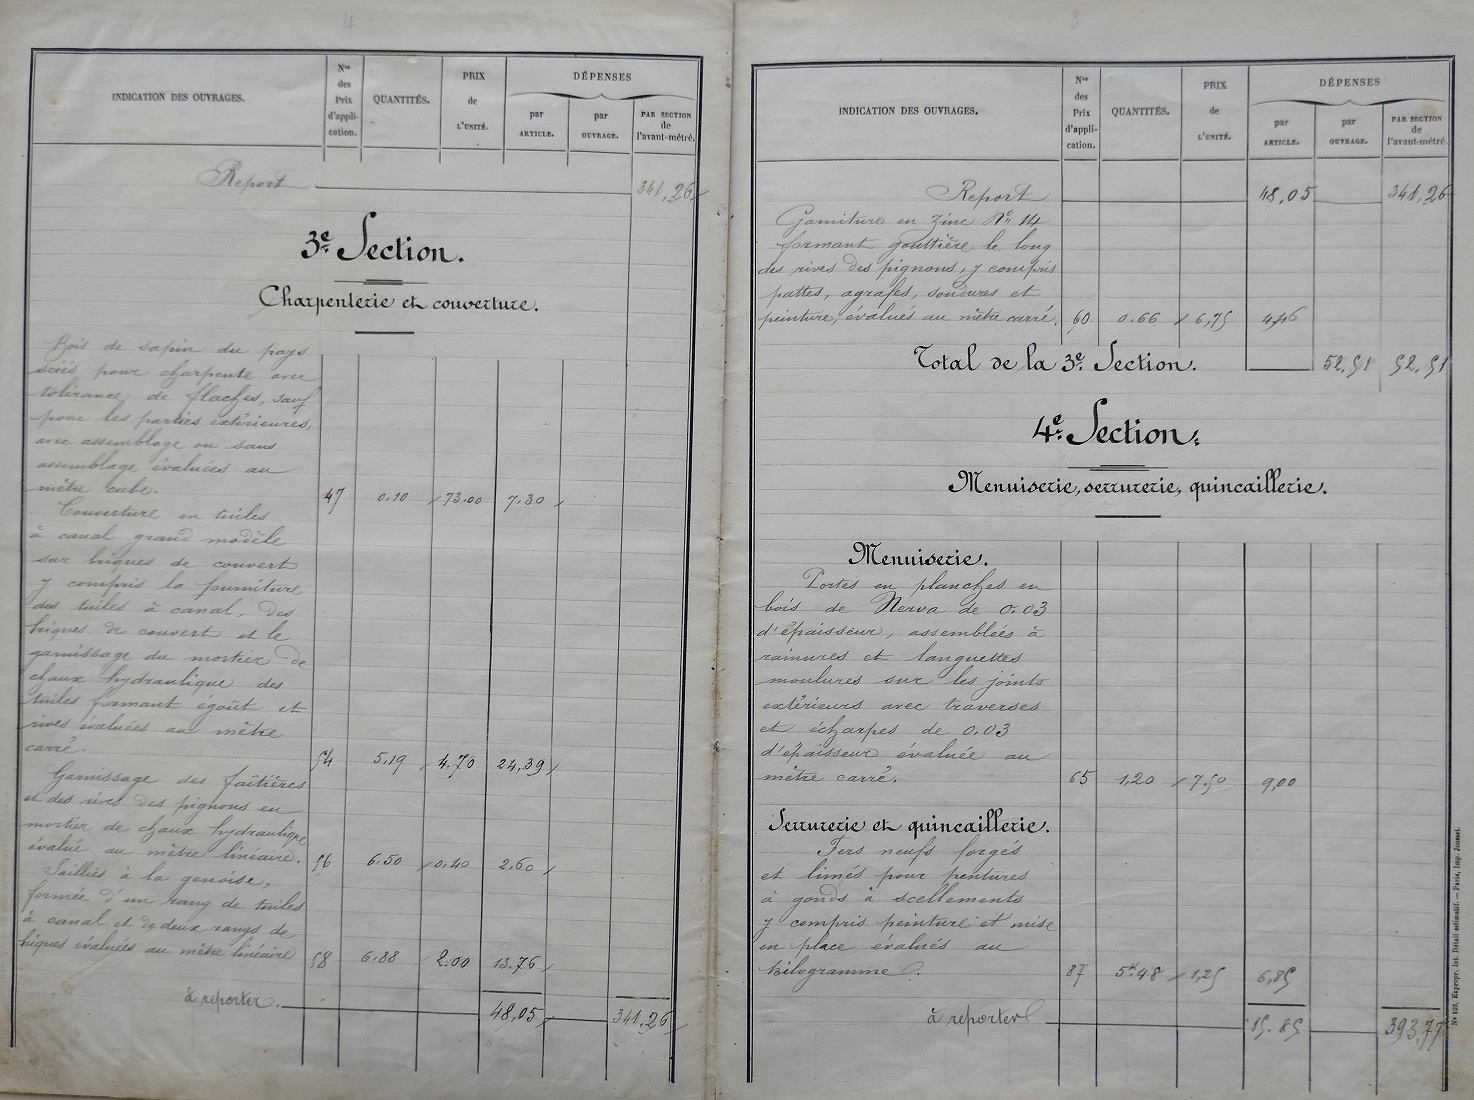 4
INDICATION DES OUVRAGES.
Nos des Prix d'appli-cation.
QUANTITÉS.
PRIX de L'UNITÉ.
DÉPENSES
par ARTICLE.
par OUVRAGE.
PAR SECTION de l'avant-métré.
Report 341,26
3e Section.
Charpenterie et couverture.
Bois de sapin du pays
sciés pour charpente avec
tolérance de flaches, sauf
pour les parties extérieures,
avec assemblage ou sans
assemblage évaluées au
mètre cube. 47 0.10 73.00 7.30
Couverture en tuiles
à canal grand modèle
sur briques de couvert
y compris la fourniture
des tuiles à canal, des
briques de couvert et le
garnissage du mortier de
chaux hydraulique des
tuiles formant égoût et
rives évaluées au mètre
carré. 54 5.19 4.70 24,39
Garnissage des faîtières
et des rives des pignons en
mortier de chaux hydraulique
évalué au mètre linéaire. 56 6.50 0.40 2.60
Saillies à la genoise,
formée d'un rang de tuiles
à canal et de deux rangs de
briques évaluées au mètre linéaire 58 6.88 2.00 13.76
à reporter. 48,05 341,26
3
INDICATION DES OUVRAGES.
Nos des Prix d'appli-cation.
QUANTITÉS.
PRIX de L'UNITÉ.
DÉPENSES
par ARTICLE.
par OUVRAGE.
PAR SECTION de l'avant-métré.
Report 48,05 341,26
Garniture en zinc No 14
formant gouttière le long
des rives des pignons, y compris
pattes, agrafes, soudures et
peinture, évalués au mètre carré. 60 0.66 6,75 4,46
Total de la 3e Section. 52,51 52,51
4e Section.
Menuiserie, serrurerie, quincaillerie.
Menuiserie.
Portes en planches en
bois de Nerva de 0.03
d'épaisseur, assemblées à
rainures et languettes
moulures sur les joints
extérieurs avec traverses
et écharpes de 0.03
d'épaisseur évaluée au
mètre carré. 65 1,20 7.50 9,00
Serrurerie et quincaillerie.
Fers neufs forgés
et limés pour pentures
à gonds à scellements
y compris peinture et mise
en place évalués au
kilogramme. 87 5k48 1,25 6,85
à reporter 15.85 393,77
No 109, Expropr. Int. Détail estimatif. — Paris, Imp. Jousset.